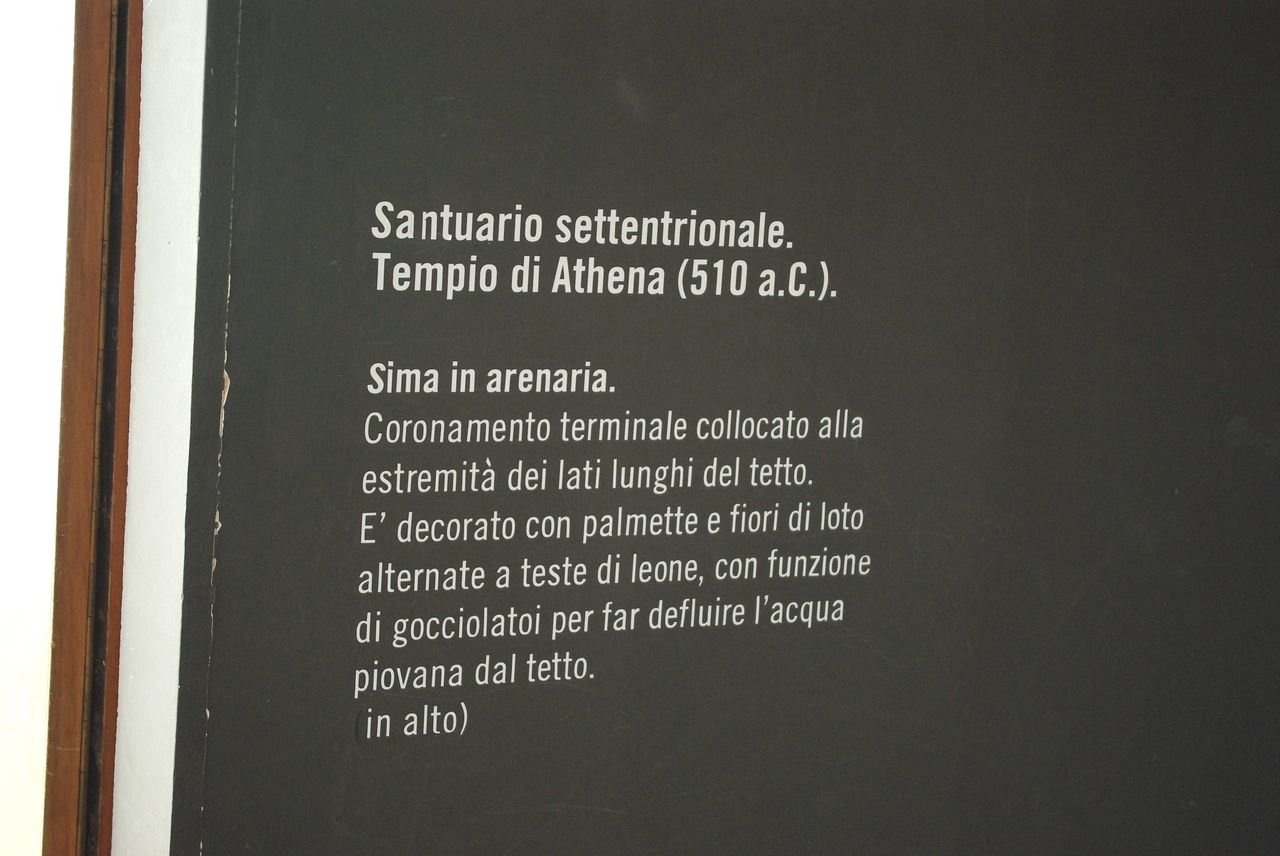 Santuario settentrionale.
Tempio di Athena (510 a.C.).
Sima in arenaria.
Coronamento terminale collocato alla
estremità dei lati lunghi del tetto.
E' decorato con palmette e fiori di loto
alternate a teste di leone, con funzione
di gocciolatoi per far defluire l'acqua
piovana dal tetto.
in alto)